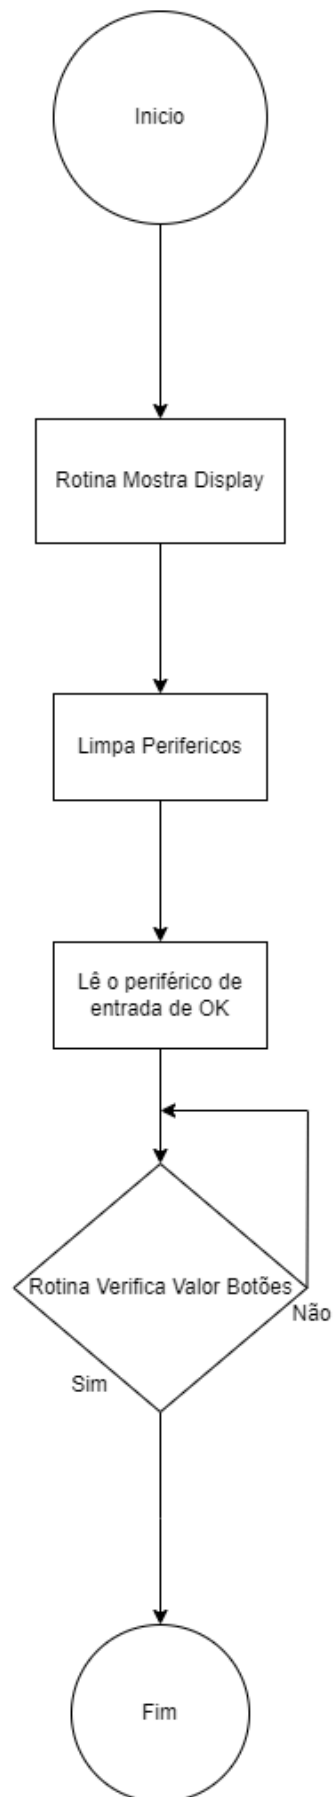 Inicio
Rotina Mostra Display
Limpa Perifericos
Lê o periférico de
entrada de OK
Rotina Verifica Valor Botões
Não
Sim
Fim